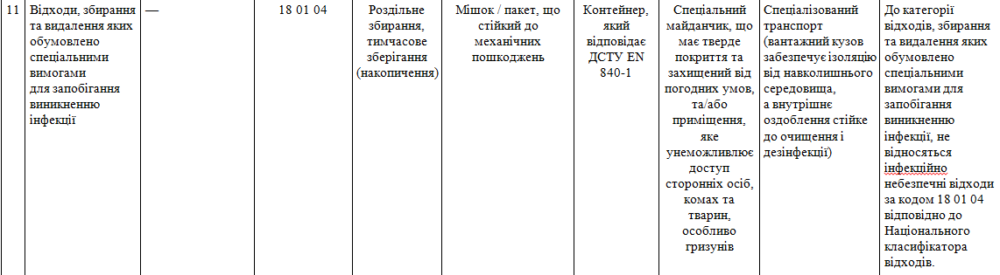 11
Відходи, збирання
та видалення яких
обумовлено
спеціальними
вимогами
для запобігання
виникненню
інфекції
—
18 01 04
Роздільне
збирання,
тимчасове
зберігання
(накопичення)
Мішок / пакет, що
стійкий до
механічних
пошкоджень
Контейнер,
який
відповідає
ДСТУ EN
840-1
Спеціальний
майданчик, що
має тверде
покриття та
захищений від
погодних умов,
та/або
приміщення,
яке
унеможливлює
доступ
сторонніх осіб,
комах та
тварин,
особливо
гризунів
Спеціалізований
транспорт
(вантажний кузов
забезпечує ізоляцію
від навколишнього
середовища,
а внутрішнє
оздоблення стійке
до очищення і
дезінфекції)
До категорії
відходів, збирання
та видалення яких
обумовлено
спеціальними
вимогами для
запобігання
виникненню
інфекції, не
відносяться
інфекційно
небезпечні відходи
за кодом 18 01 04
відповідно до
Національного
класифікатора
відходів.